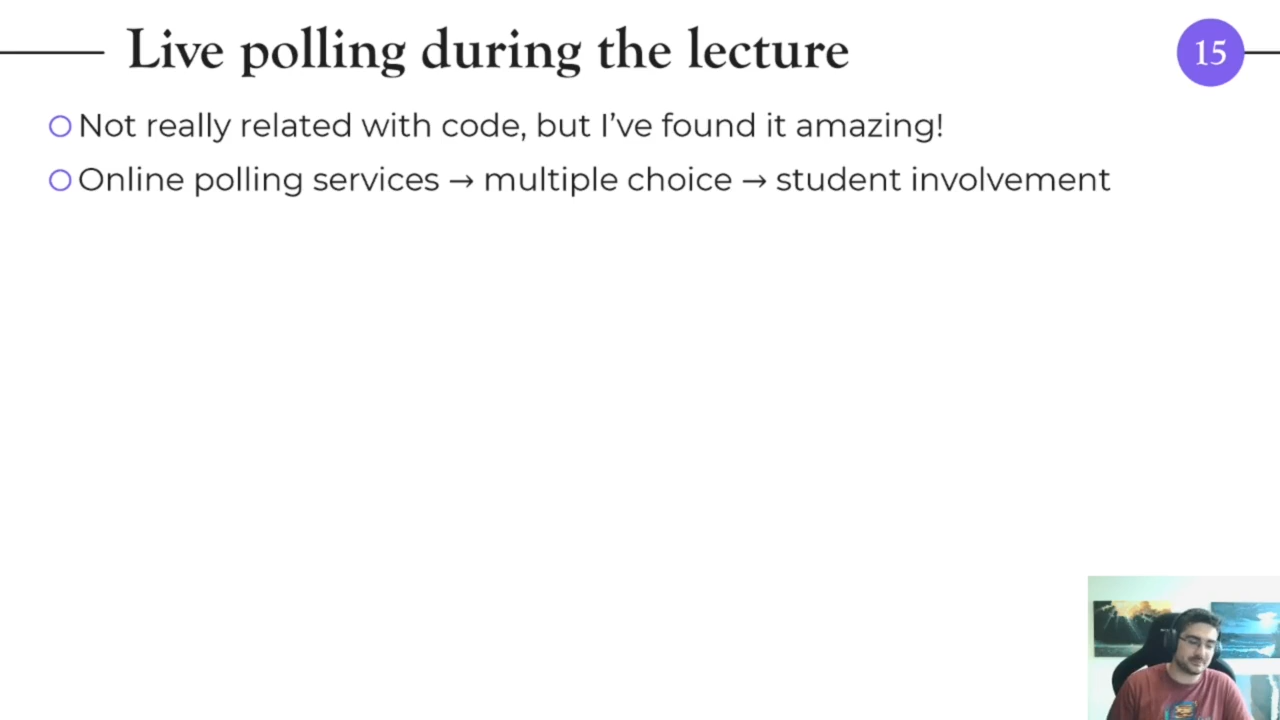 Live polling during the lecture
15
Not really related with code, but I’ve found it amazing!
Online polling services → multiple choice → student involvement